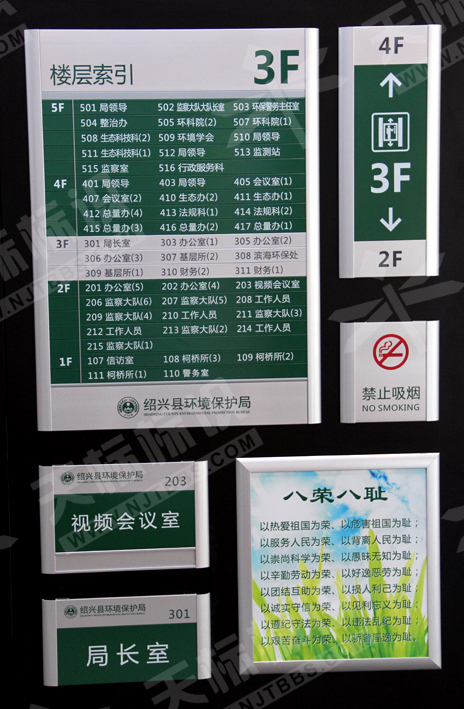 楼层索引 3F
5F 501 局领导 502 监察大队大队长室 503 环保警务主任室
504 整治办 505 环科院(2) 507 环科院(1)
508 生态科技科(2) 509 环境学会 510 局领导
511 生态科技科(1) 512 局领导 513 监测站
515 监察室 516 行政服务科
4F 401 局领导 403 局领导 405 会议室(1)
407 会议室(2) 410 生态办(2) 411 生态办(1)
412 总量办(4) 413 法规科(1) 414 法规科(2)
415 总量办(3) 416 总量办(2) 417 总量办(1)
3F 301 局长室 303 办公室(1) 305 办公室(2)
306 办公室(3) 307 基层所(2) 308 滨海环保处
309 基层所(1) 310 财务(2) 311 财务(1)
2F 201 办公室(5) 202 办公室(4) 203 视频会议室
206 监察大队(6) 207 监察大队(5) 208 工作人员
209 监察大队(4) 210 工作人员 211 监察大队(3)
212 工作人员 213 监察大队(2) 214 工作人员
215 监察大队(1)
1F 107 信访室 108 柯桥所(3) 109 柯桥所(2)
111 柯桥所(1) 110 警务室
绍兴县环境保护局
SHAOXING COUNTY ENVIRONMENTAL PROTECTION BUREAU
4F
3F
2F
禁止吸烟
NO SMOKING
绍兴县环境保护局 203
视频会议室
绍兴县环境保护局 301
局长室
八荣八耻
以热爱祖国为荣、以危害祖国为耻；
以服务人民为荣、以背离人民为耻；
以崇尚科学为荣、以愚昧无知为耻；
以辛勤劳动为荣、以好逸恶劳为耻；
以团结互助为荣、以损人利己为耻；
以诚实守信为荣、以见利忘义为耻；
以遵纪守法为荣、以违法乱纪为耻；
以艰苦奋斗为荣、以骄奢淫逸为耻。
天标标识
WWW.NJTBBS.COM